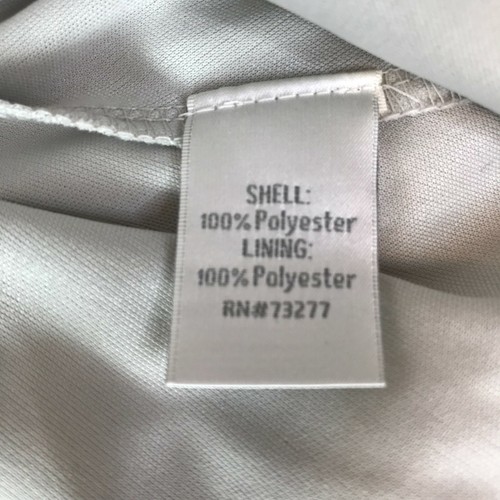 SHELL:
100% Polyester
LINING:
100% Polyester
RN#73277